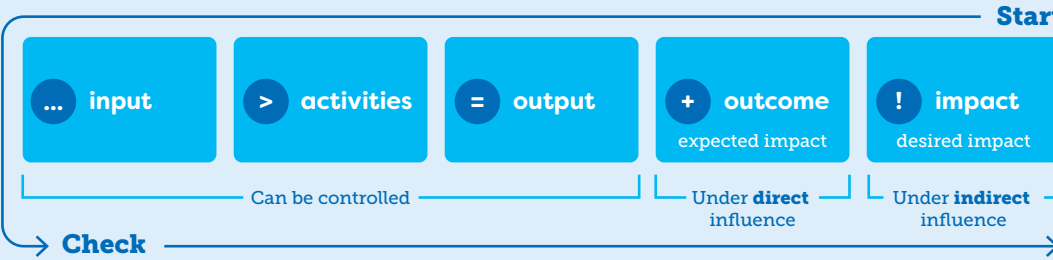 Start
... input
> activities
= output
+ outcome
expected impact
! impact
desired impact
Can be controlled
Under direct
influence
Under indirect
influence
Check